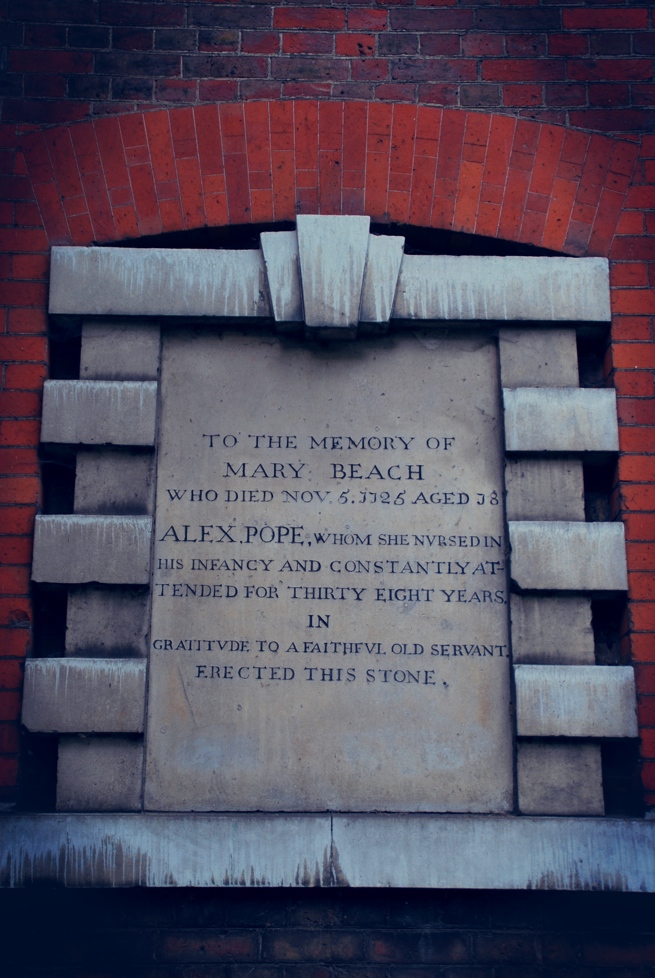 TO THE MEMORY OF
MARY BEACH
WHO DIED NOV. 5. 1725 AGED 78
ALEX. POPE, WHOM SHE NVRSED IN
HIS INFANCY AND CONSTANTLY AT-
TENDED FOR THIRTY EIGHT YEARS,
IN
GRATITVDE TO A FAITHFVL OLD SERVANT,
ERECTED THIS STONE.